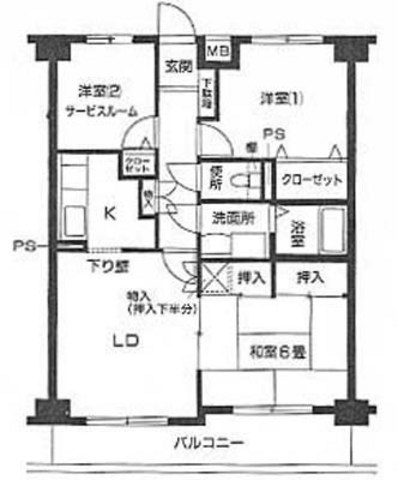 MB
玄関
下駄箱
洋室(2)
サービスルーム
洋室(1)
PS
棚
クロー
ゼット
便所
クローゼット
物入
K
洗面所
浴室
PS
下り壁
物入
(押入下半分)
押入
押入
LD
和室6畳
バルコニー